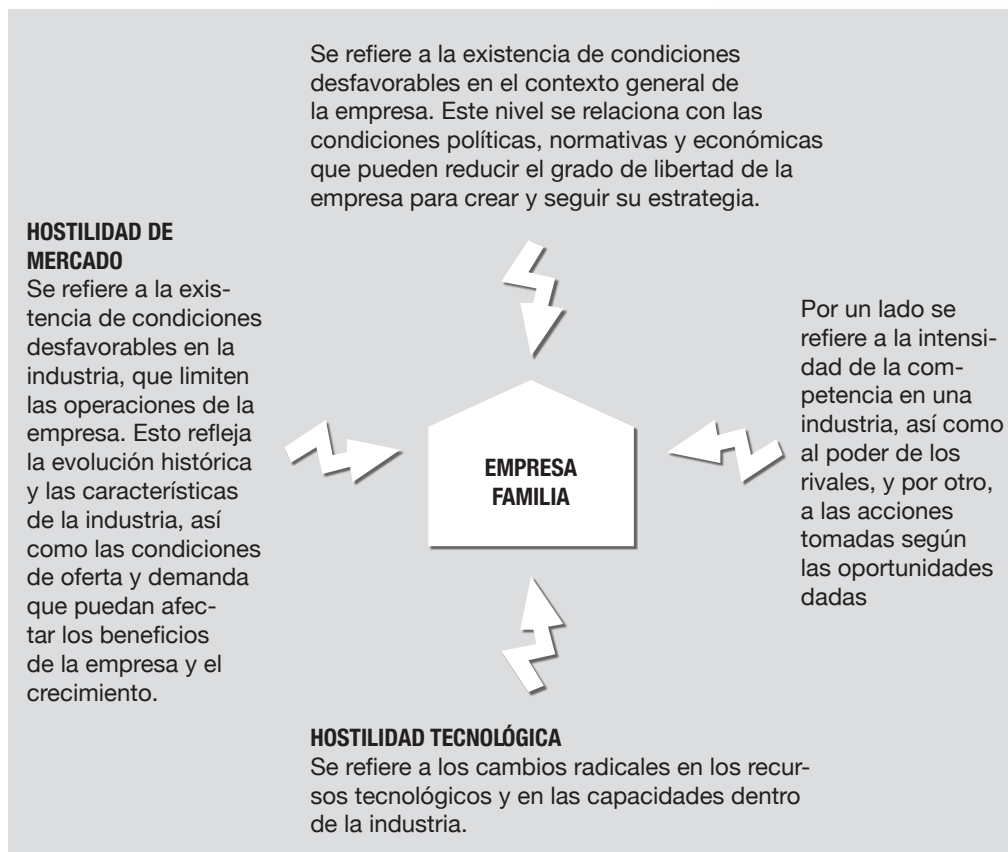 Se refiere a la existencia de condiciones
desfavorables en el contexto general de
la empresa. Este nivel se relaciona con las
condiciones políticas, normativas y económicas
que pueden reducir el grado de libertad de la
empresa para crear y seguir su estrategia.
HOSTILIDAD DE
MERCADO
Se refiere a la exis-
tencia de condiciones
desfavorables en la
industria, que limiten
las operaciones de la
empresa. Esto refleja
la evolución histórica
y las características
de la industria, así
como las condiciones
de oferta y demanda
que puedan afec-
tar los beneficios
de la empresa y el
crecimiento.
EMPRESA
FAMILIA
Por un lado se
refiere a la intensi-
dad de la com-
petencia en una
industria, así como
al poder de los
rivales, y por otro,
a las acciones
tomadas según
las oportunidades
dadas
HOSTILIDAD TECNOLÓGICA
Se refiere a los cambios radicales en los recur-
sos tecnológicos y en las capacidades dentro
de la industria.